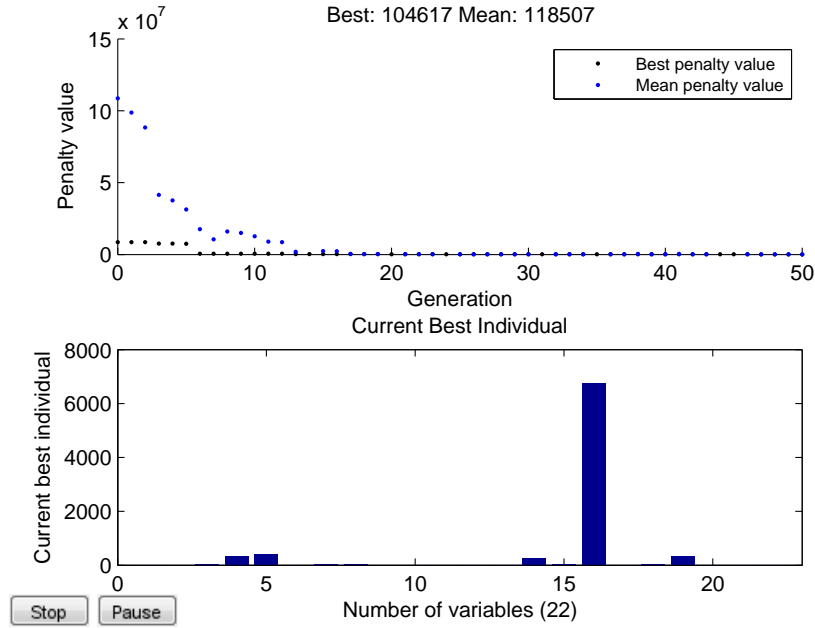 Best: 104617 Mean: 118507
x 10^7
15
10
5
0
Penalty value
Best penalty value
Mean penalty value
0 10 20 30 40 50
Generation
Current Best Individual
8000
6000
4000
2000
0
Current best individual
0 5 10 15 20
Number of variables (22)
Stop Pause